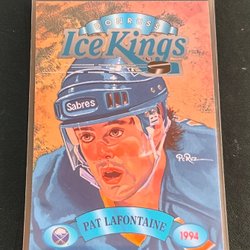 DONRUSS
Ice Kings
Sabres
PAT LAFONTAINE
1994